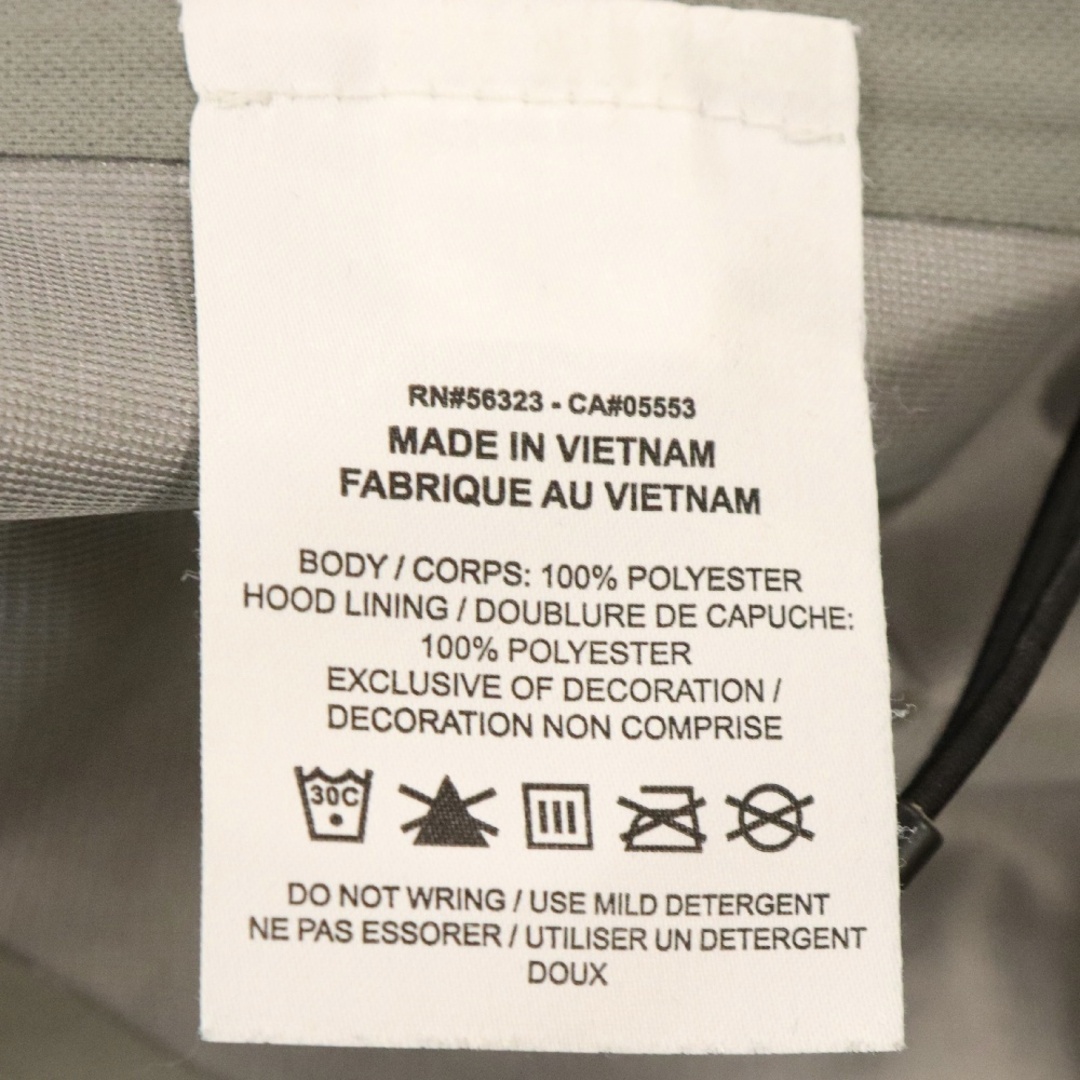 RN#56323 - CA#05553
MADE IN VIETNAM
FABRIQUE AU VIETNAM
BODY / CORPS: 100% POLYESTER
HOOD LINING / DOUBLURE DE CAPUCHE:
100% POLYESTER
EXCLUSIVE OF DECORATION /
DECORATION NON COMPRISE
30C
DO NOT WRING / USE MILD DETERGENT
NE PAS ESSORER / UTILISER UN DETERGENT
DOUX